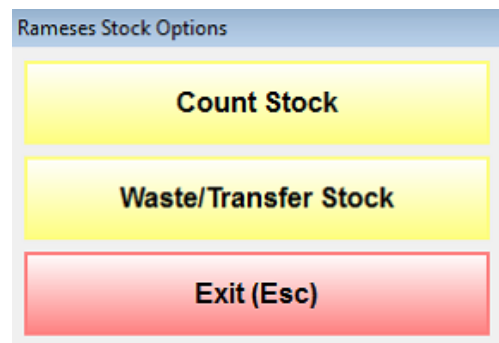 Rameses Stock Options
Count Stock
Waste/Transfer Stock
Exit (Esc)